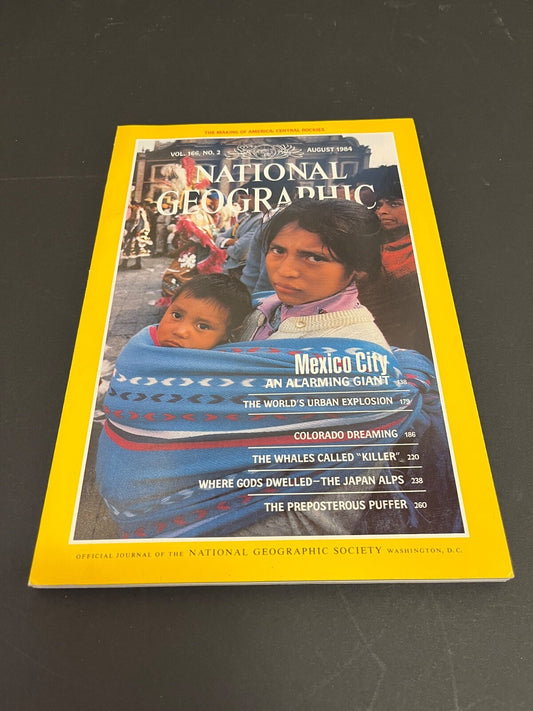 THE MAKING OF AMERICA: CENTRAL ROCKIES
VOL. 166, NO. 2 AUGUST 1984
NATIONAL
GEOGRAPHIC
Mexico City
AN ALARMING GIANT 138
THE WORLD'S URBAN EXPLOSION 179
COLORADO DREAMING 186
THE WHALES CALLED "KILLER" 220
WHERE GODS DWELLED—THE JAPAN ALPS 238
THE PREPOSTEROUS PUFFER 260
OFFICIAL JOURNAL OF THE NATIONAL GEOGRAPHIC SOCIETY WASHINGTON, D.C.